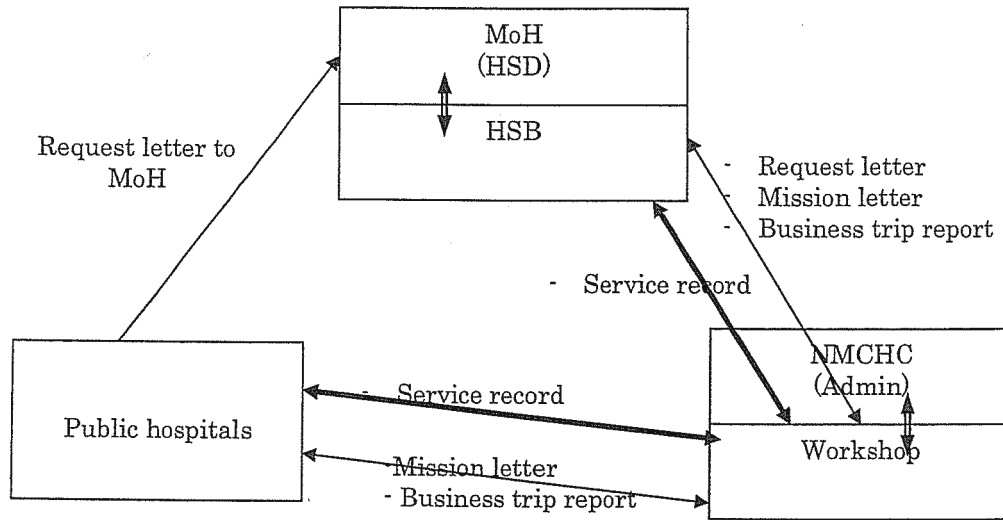 MoH
(HSD)
HSB
Request letter to
MoH
- Request letter
- Mission letter
- Business trip report
- Service record
NMCHC
(Admin)
Workshop
- Service record
Public hospitals
-Mission letter
- Business trip report